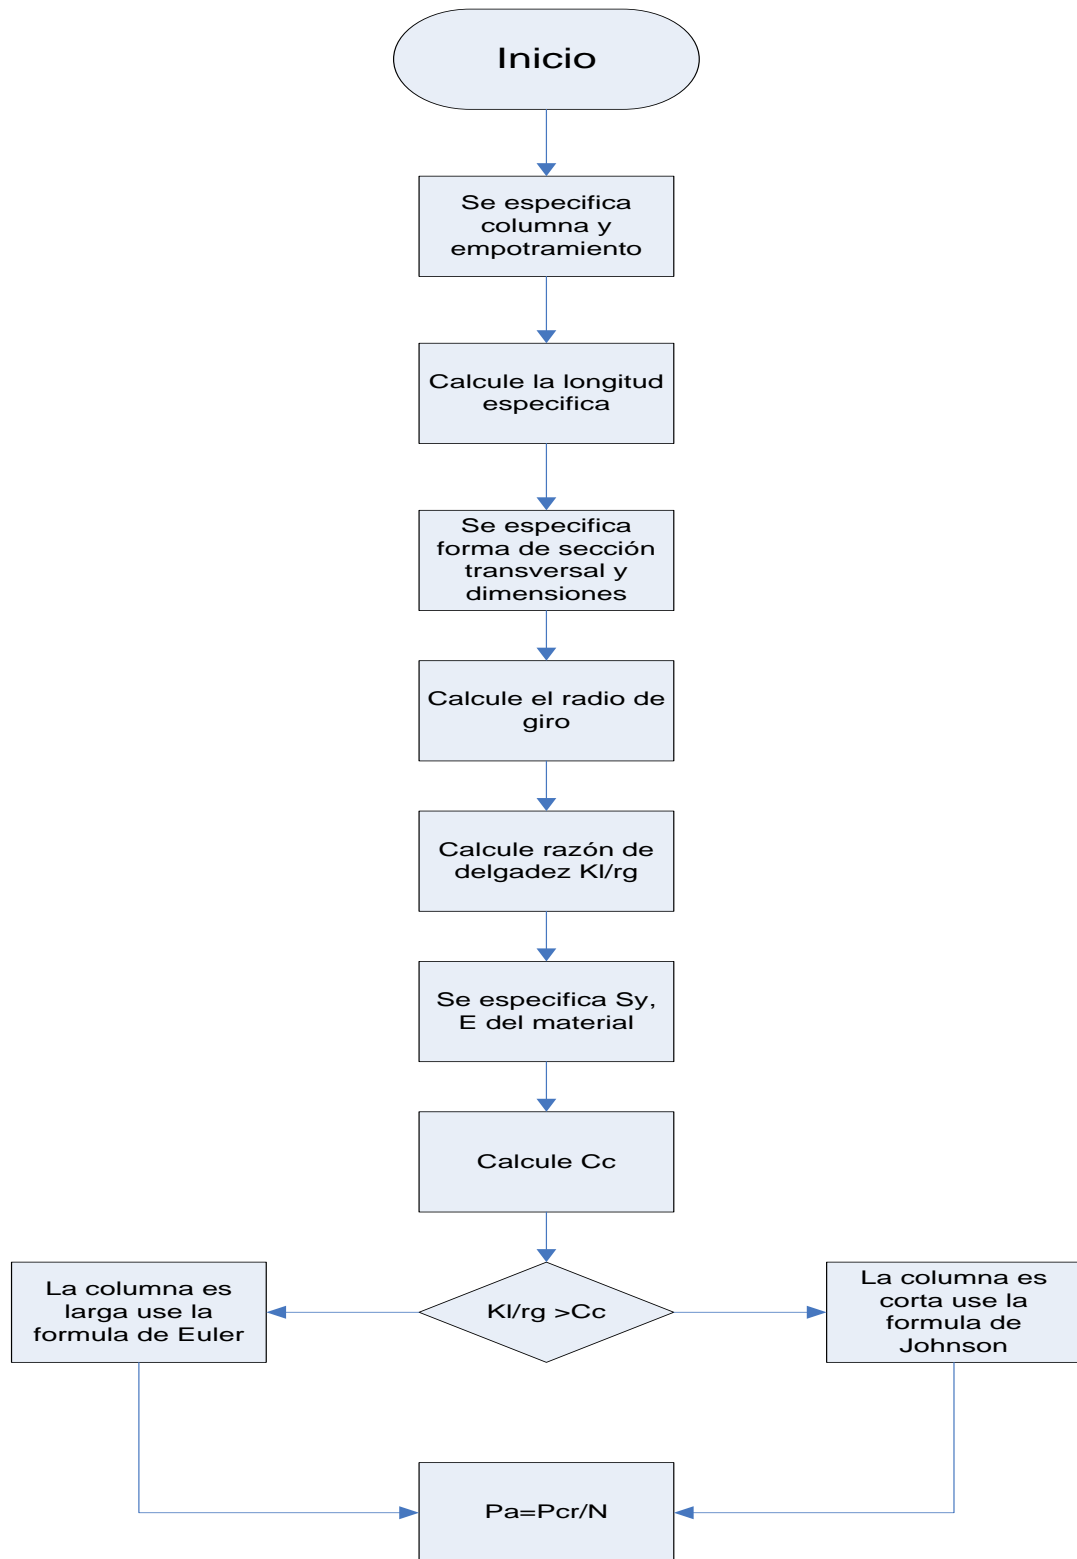 Inicio
Se especifica
columna y
empotramiento
Calcule la longitud
especifica
Se especifica
forma de sección
transversal y
dimensiones
Calcule el radio de
giro
Calcule razón de
delgadez Kl/rg
Se especifica Sy,
E del material
Calcule Cc
La columna es
larga use la
formula de Euler
Kl/rg >Cc
La columna es
corta use la
formula de
Johnson
Pa=Pcr/N